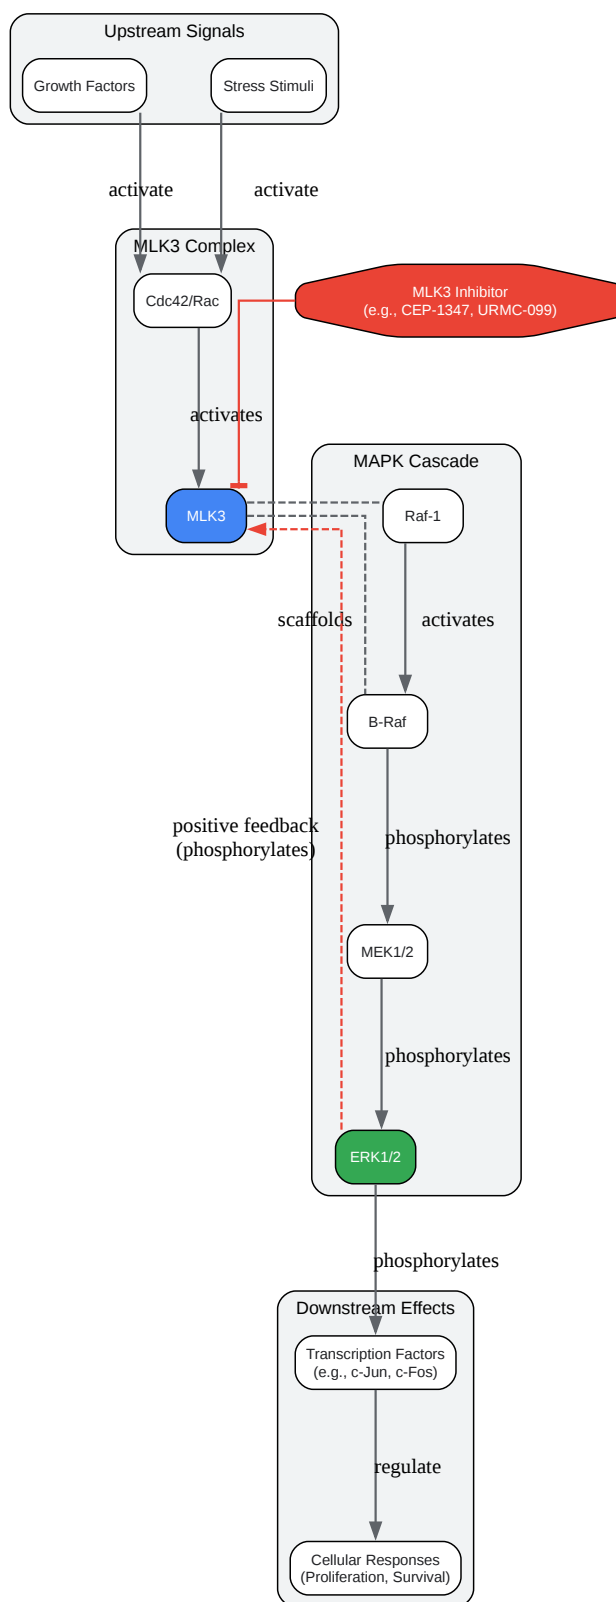 Upstream Signals
Growth Factors
Stress Stimuli
activate
activate
MLK3 Complex
Cdc42/Rac
MLK3 Inhibitor
(e.g., CEP-1347, URMC-099)
activates
MAPK Cascade
MLK3
Raf-1
scaffolds
activates
B-Raf
positive feedback
(phosphorylates)
phosphorylates
MEK1/2
phosphorylates
ERK1/2
phosphorylates
Downstream Effects
Transcription Factors
(e.g., c-Jun, c-Fos)
regulate
Cellular Responses
(Proliferation, Survival)